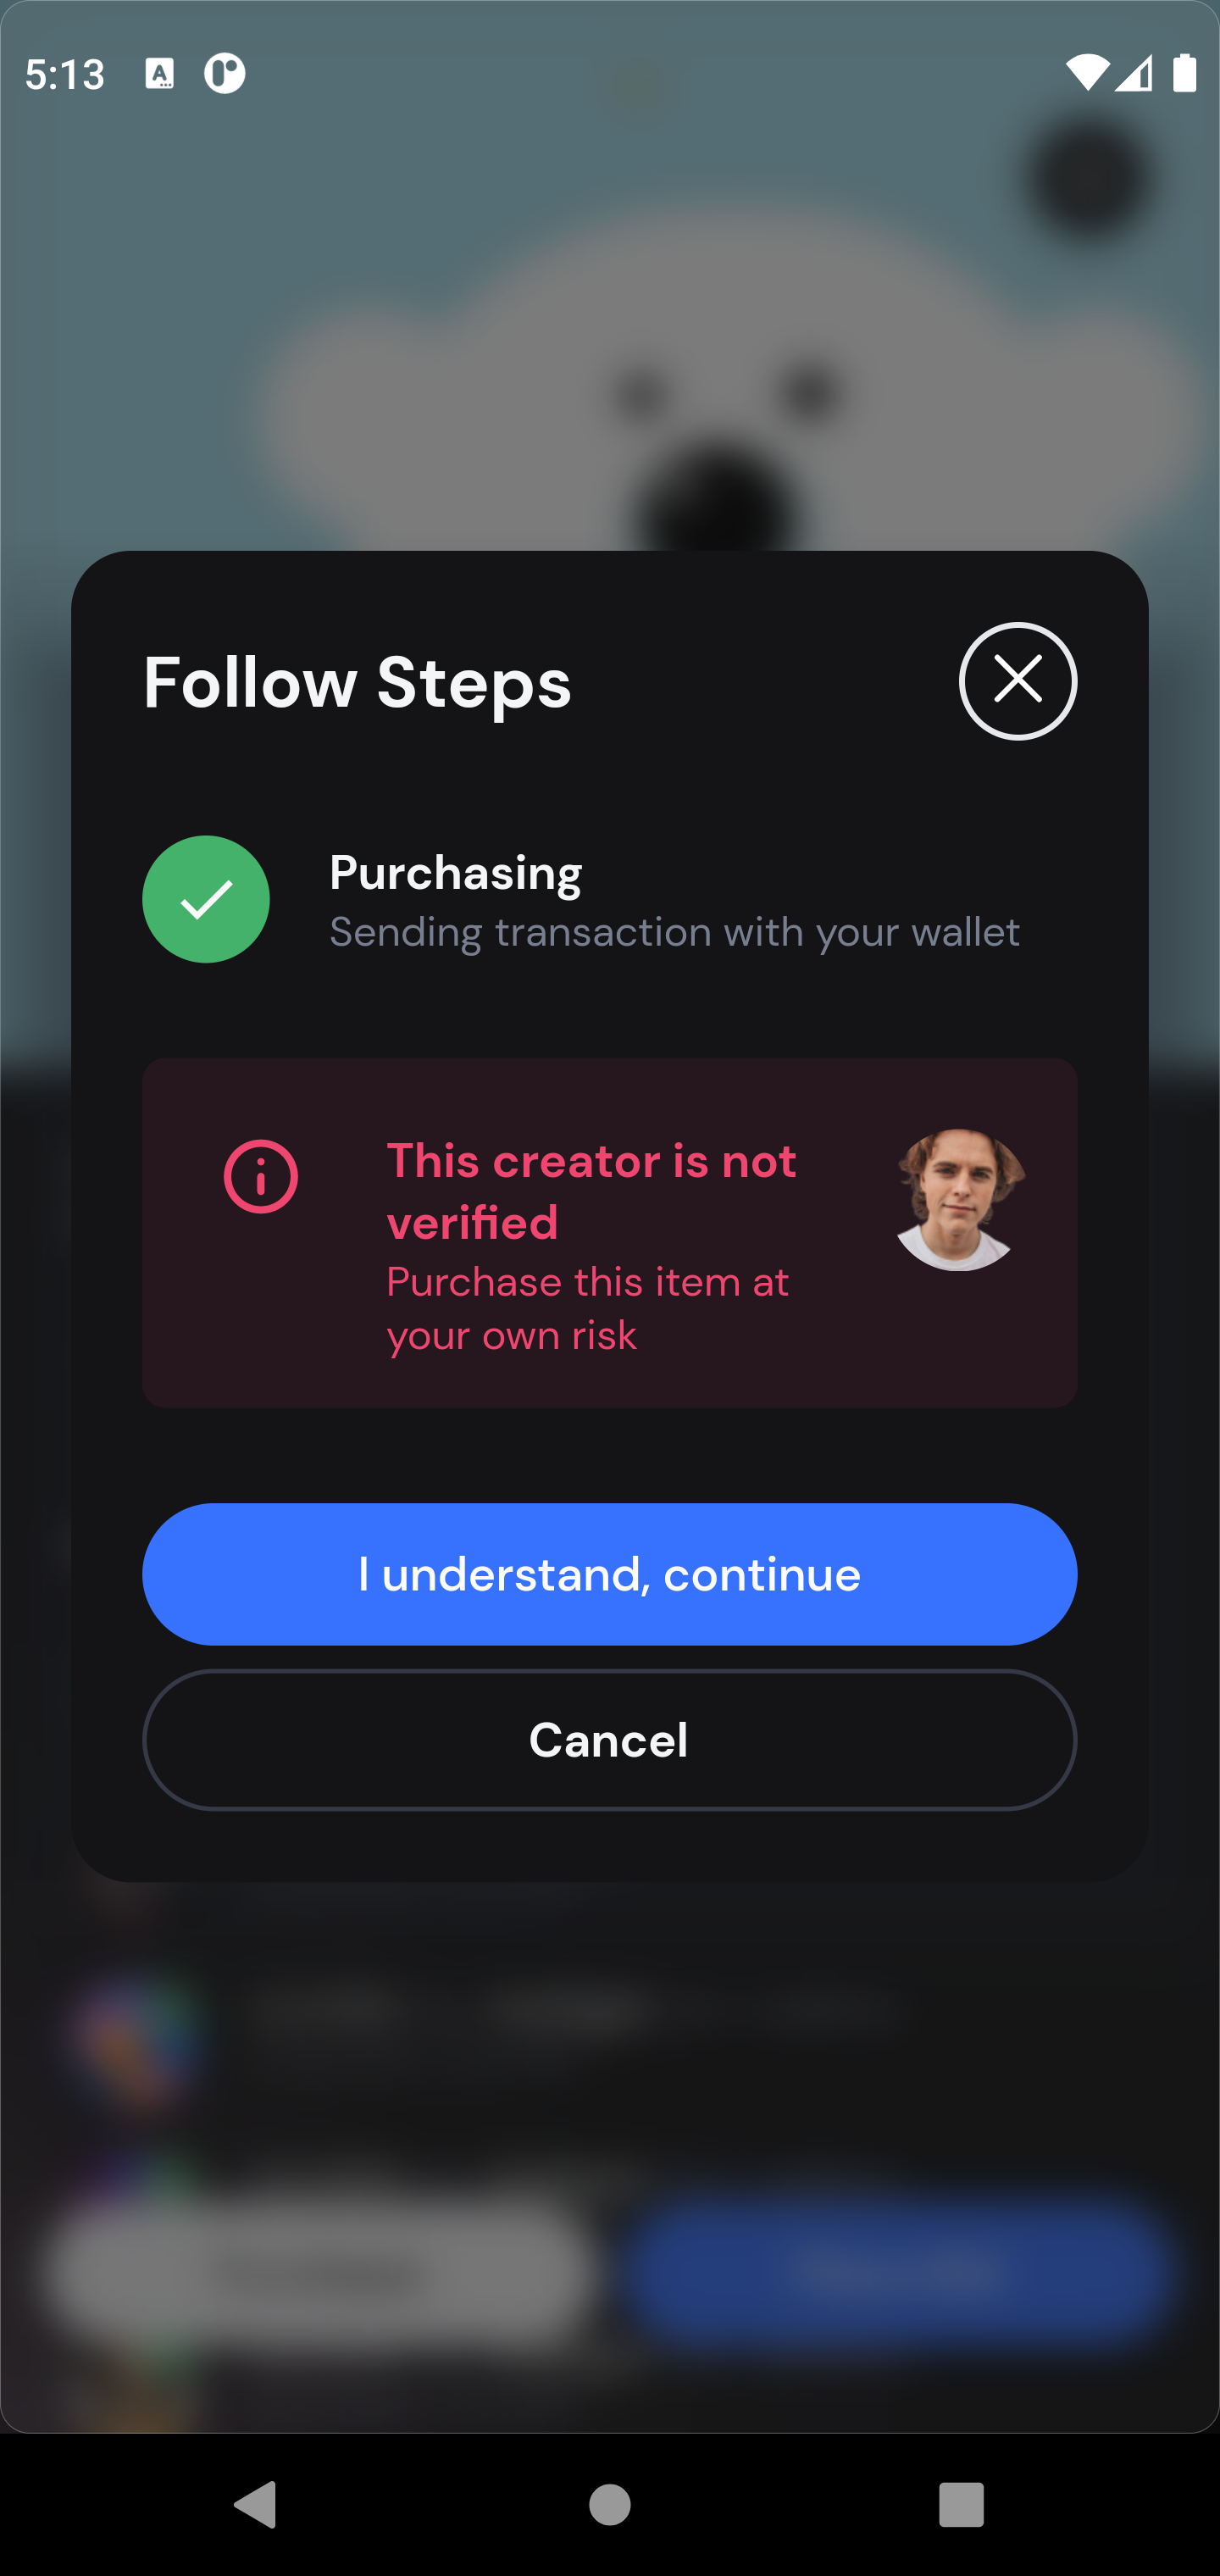 5:13
Follow Steps
Purchasing
Sending transaction with your wallet
This creator is not
verified
Purchase this item at
your own risk
I understand, continue
Cancel